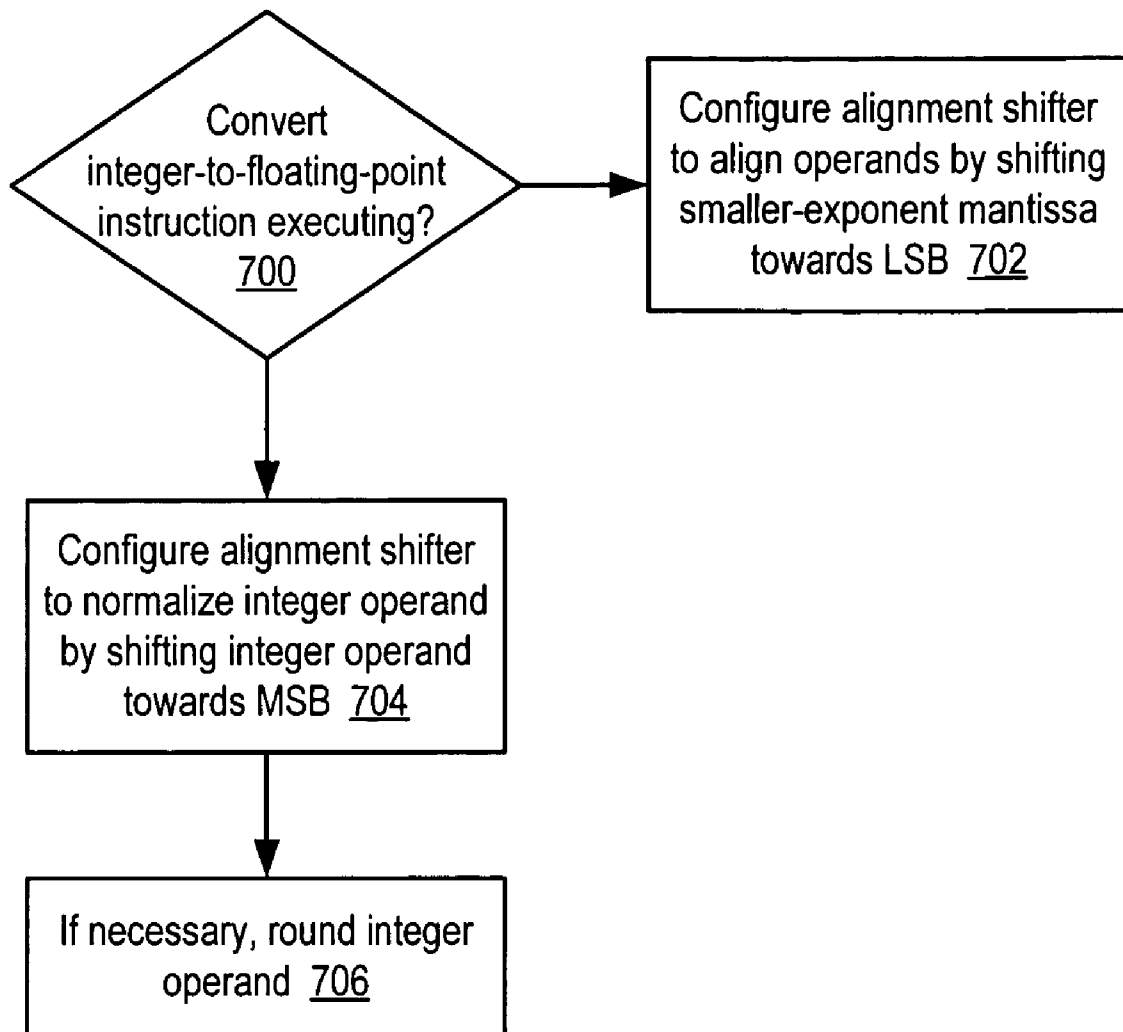 Convert
integer-to-floating-point
instruction executing?
700
Configure alignment shifter
to align operands by shifting
smaller-exponent mantissa
towards LSB 702
Configure alignment shifter
to normalize integer operand
by shifting integer operand
towards MSB 704
If necessary, round integer
operand 706